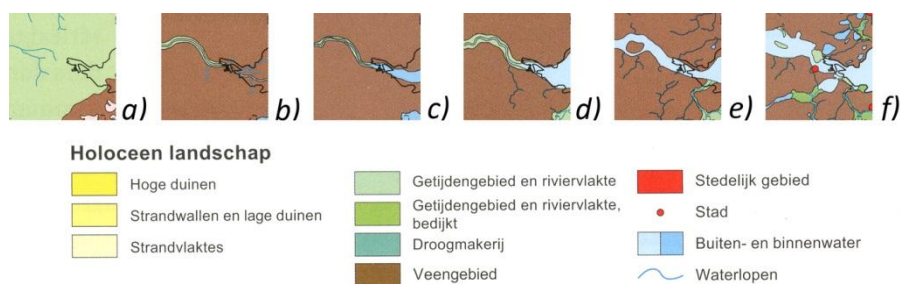 a) b) c) d) e) f)
Holoceen landschap
Hoge duinen
Strandwallen en lage duinen
Strandvlaktes
Getijdengebied en riviervlakte
Getijdengebied en riviervlakte,
bedijkt
Droogmakerij
Veengebied
Stedelijk gebied
Stad
Buiten- en binnenwater
Waterlopen